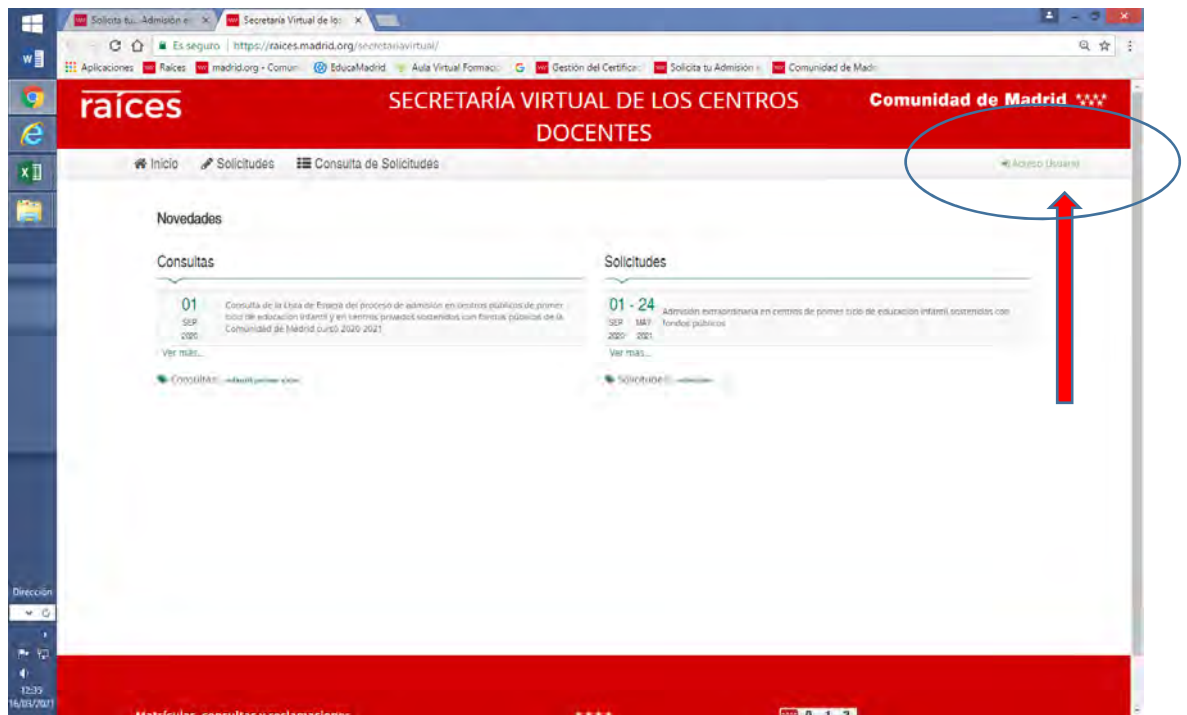 Solicita tu Admisión e
Secretaría Virtual de lo
Es seguro | https://raices.madrid.org/secretariavirtual/
Aplicaciones Raíces madrid.org - Comun EducaMadrid Aula Virtual Formaci G Gestión del Certifica Solicita tu Admisión e Comunidad de Madr
raíces
SECRETARÍA VIRTUAL DE LOS CENTROS
DOCENTES
Comunidad de Madrid
Inicio Solicitudes Consulta de Solicitudes
Acceso Usuario
Novedades
Consultas
01
SEP
2020
Consulta de la Lista de Espera del proceso de admisión en centros públicos de primer
ciclo de educación infantil y en centros privados sostenidos con fondos públicos de la
Comunidad de Madrid curso 2020-2021
Ver más...
Consultas:
Solicitudes
01 - 24
SEP MAY
2020 2021
Admisión extraordinaria en centros de primer ciclo de educación infantil sostenidos con
fondos públicos
Ver más...
Solicitudes:
Dirección
12:35
16/03/2021